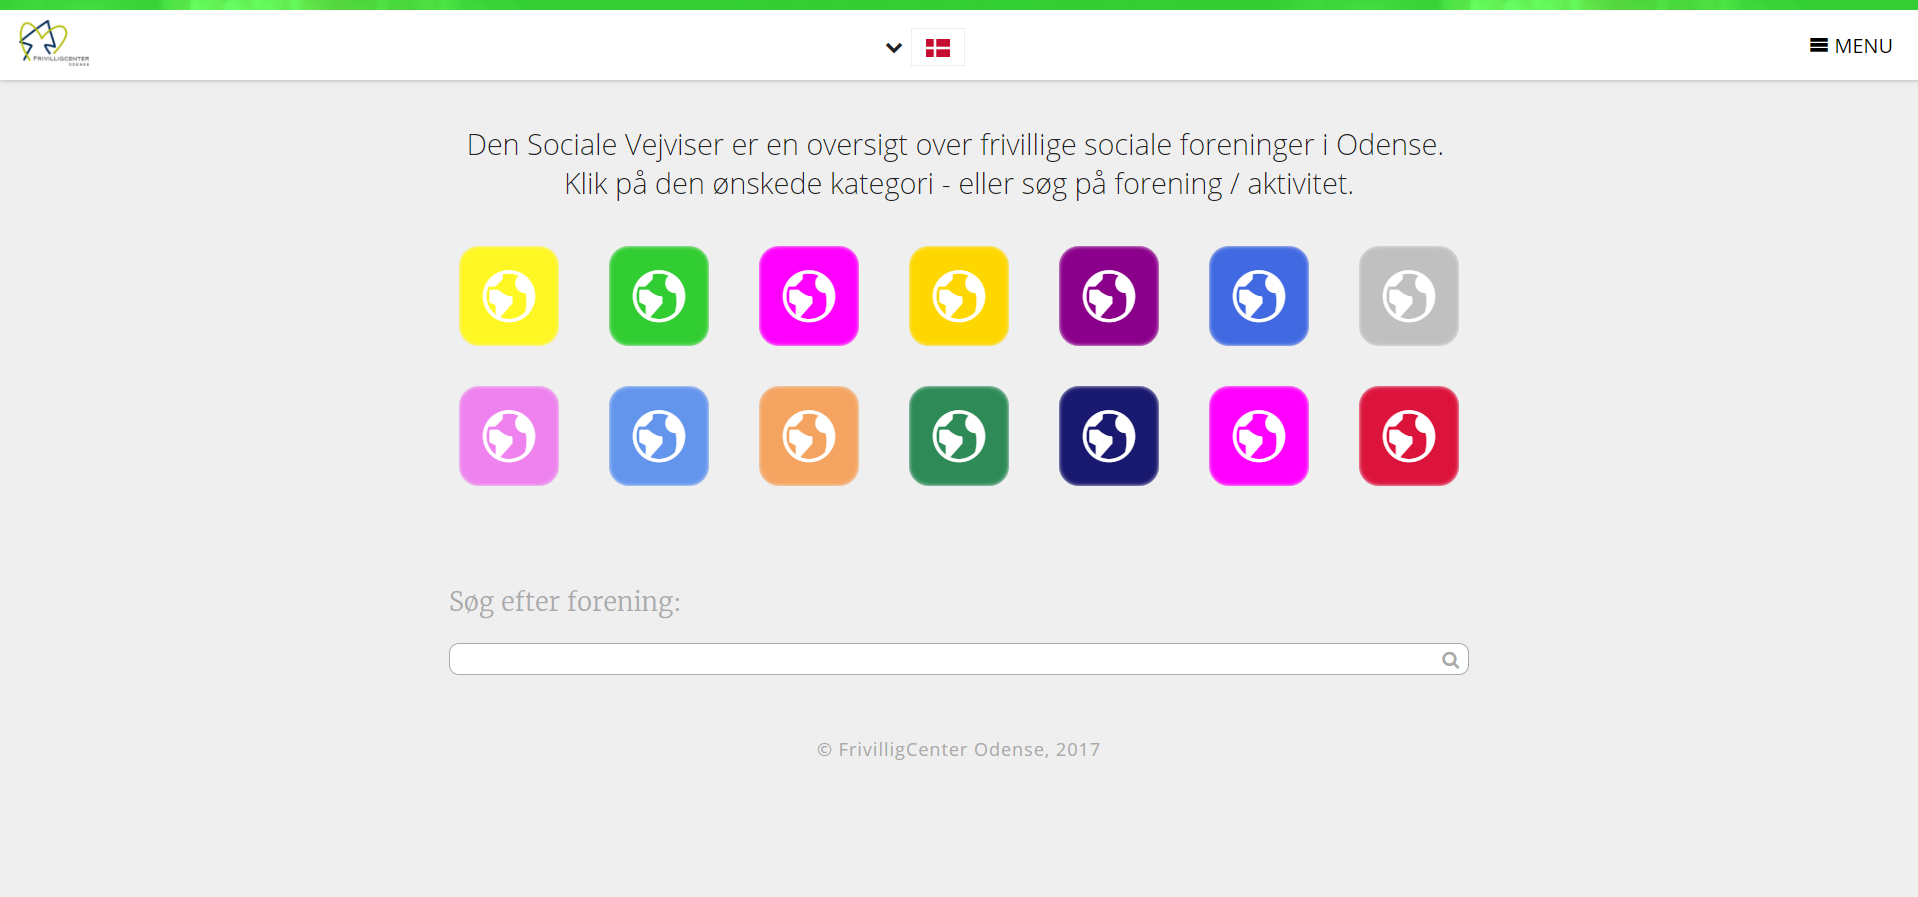 FRIVILLIGCENTER
ODENSE
MENU
Den Sociale Vejviser er en oversigt over frivillige sociale foreninger i Odense.
Klik på den ønskede kategori - eller søg på forening / aktivitet.
Søg efter forening:
© FrivilligCenter Odense, 2017